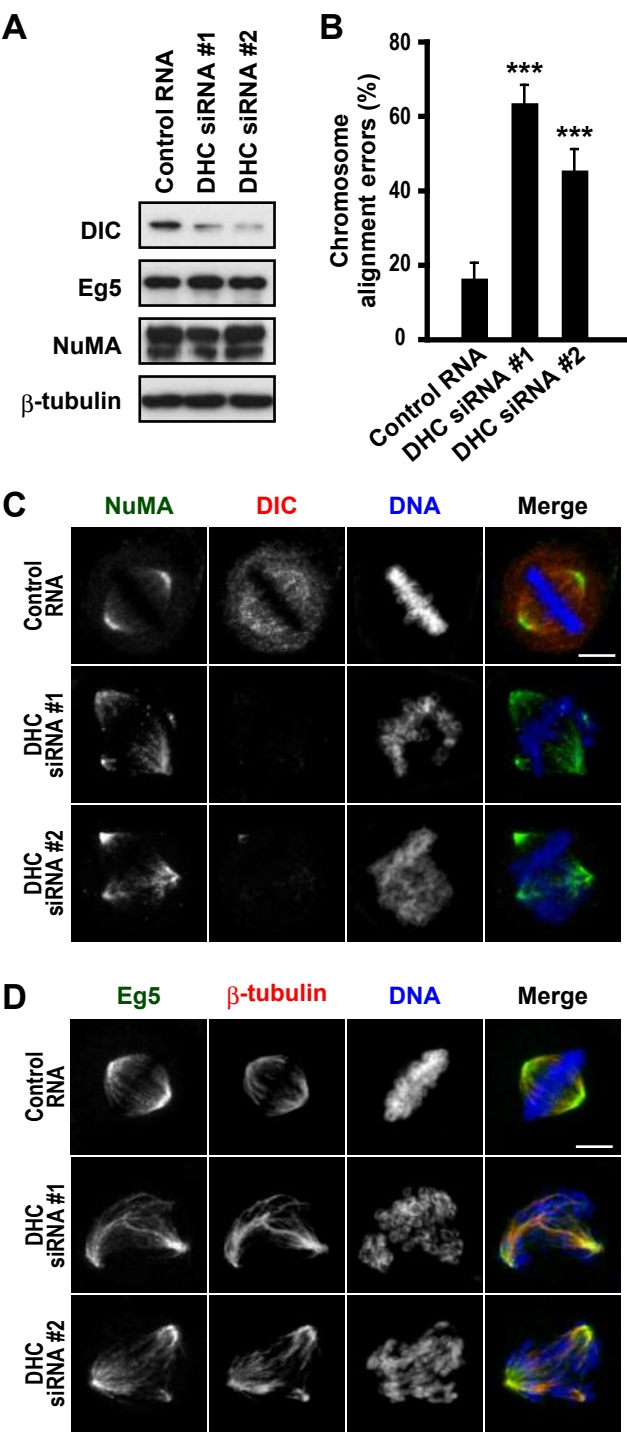 A
Control RNA
DHC siRNA #1
DHC siRNA #2
DIC
Eg5
NuMA
β-tubulin
B
Chromosome
alignment errors (%)
80
60
40
20
0
***
***
Control RNA
DHC siRNA #1
DHC siRNA #2
C
NuMA DIC DNA Merge
Control
RNA
DHC
siRNA #1
DHC
siRNA #2
D
Eg5 β-tubulin DNA Merge
Control
RNA
DHC
siRNA #1
DHC
siRNA #2